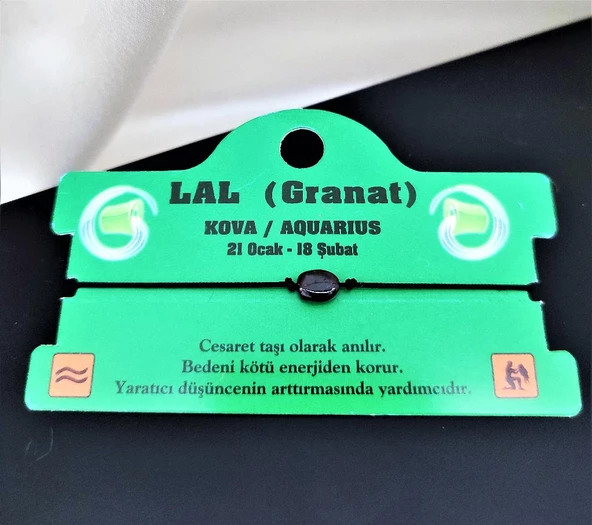 LAL (Granat)
KOVA / AQUARIUS
21 Ocak - 18 Şubat
Cesaret taşı olarak anılır.
Bedeni kötü enerjiden korur.
Yaratıcı düşüncenin arttırmasında yardımcıdır.